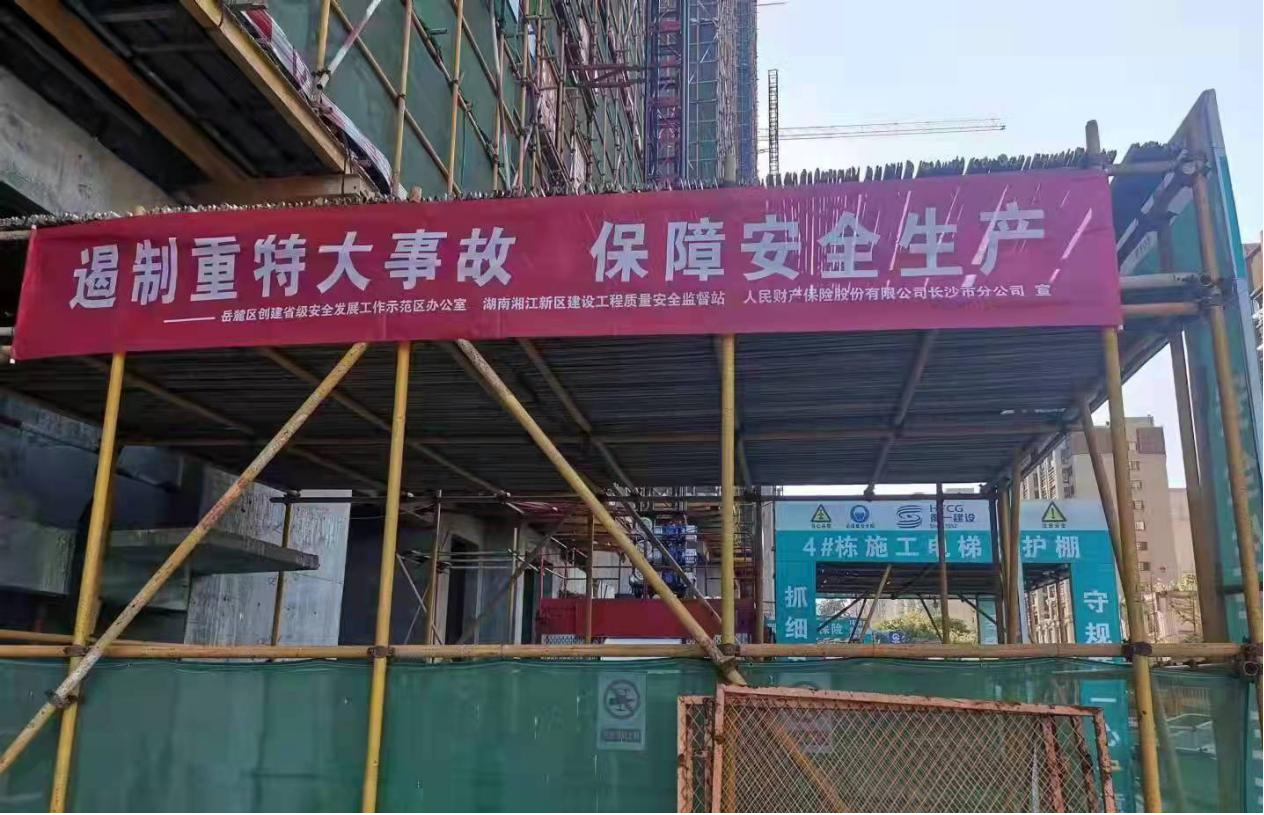 遏制重特大事故 保障安全生产
——岳麓区创建省级安全发展工作示范区办公室 湖南湘江新区建设工程质量安全监督站 人民财产保险股份有限公司长沙市分公司 宣
一建设
4#栋施工电梯 护棚
抓细
守规